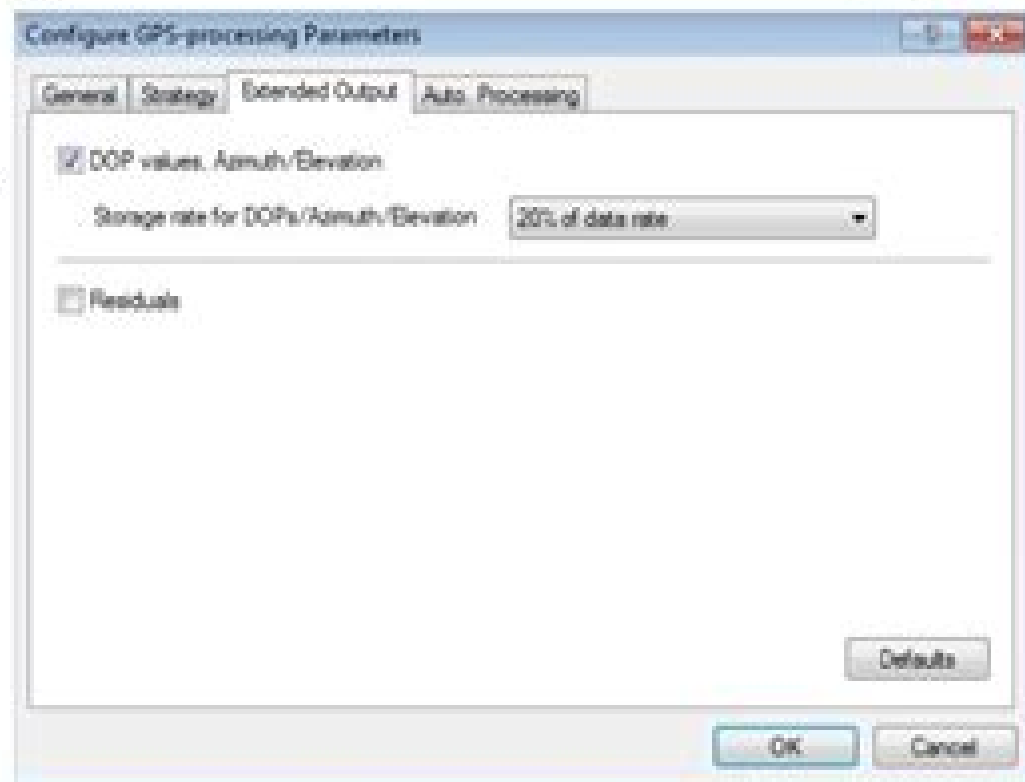 Configure GPS-processing Parameters
General Strategy Extended Output Auto. Processing
DOP values, Azimuth/Elevation
Storage rate for DOPs/Azimuth/Elevation 20% of data rate
Residuals
Defaults
OK Cancel